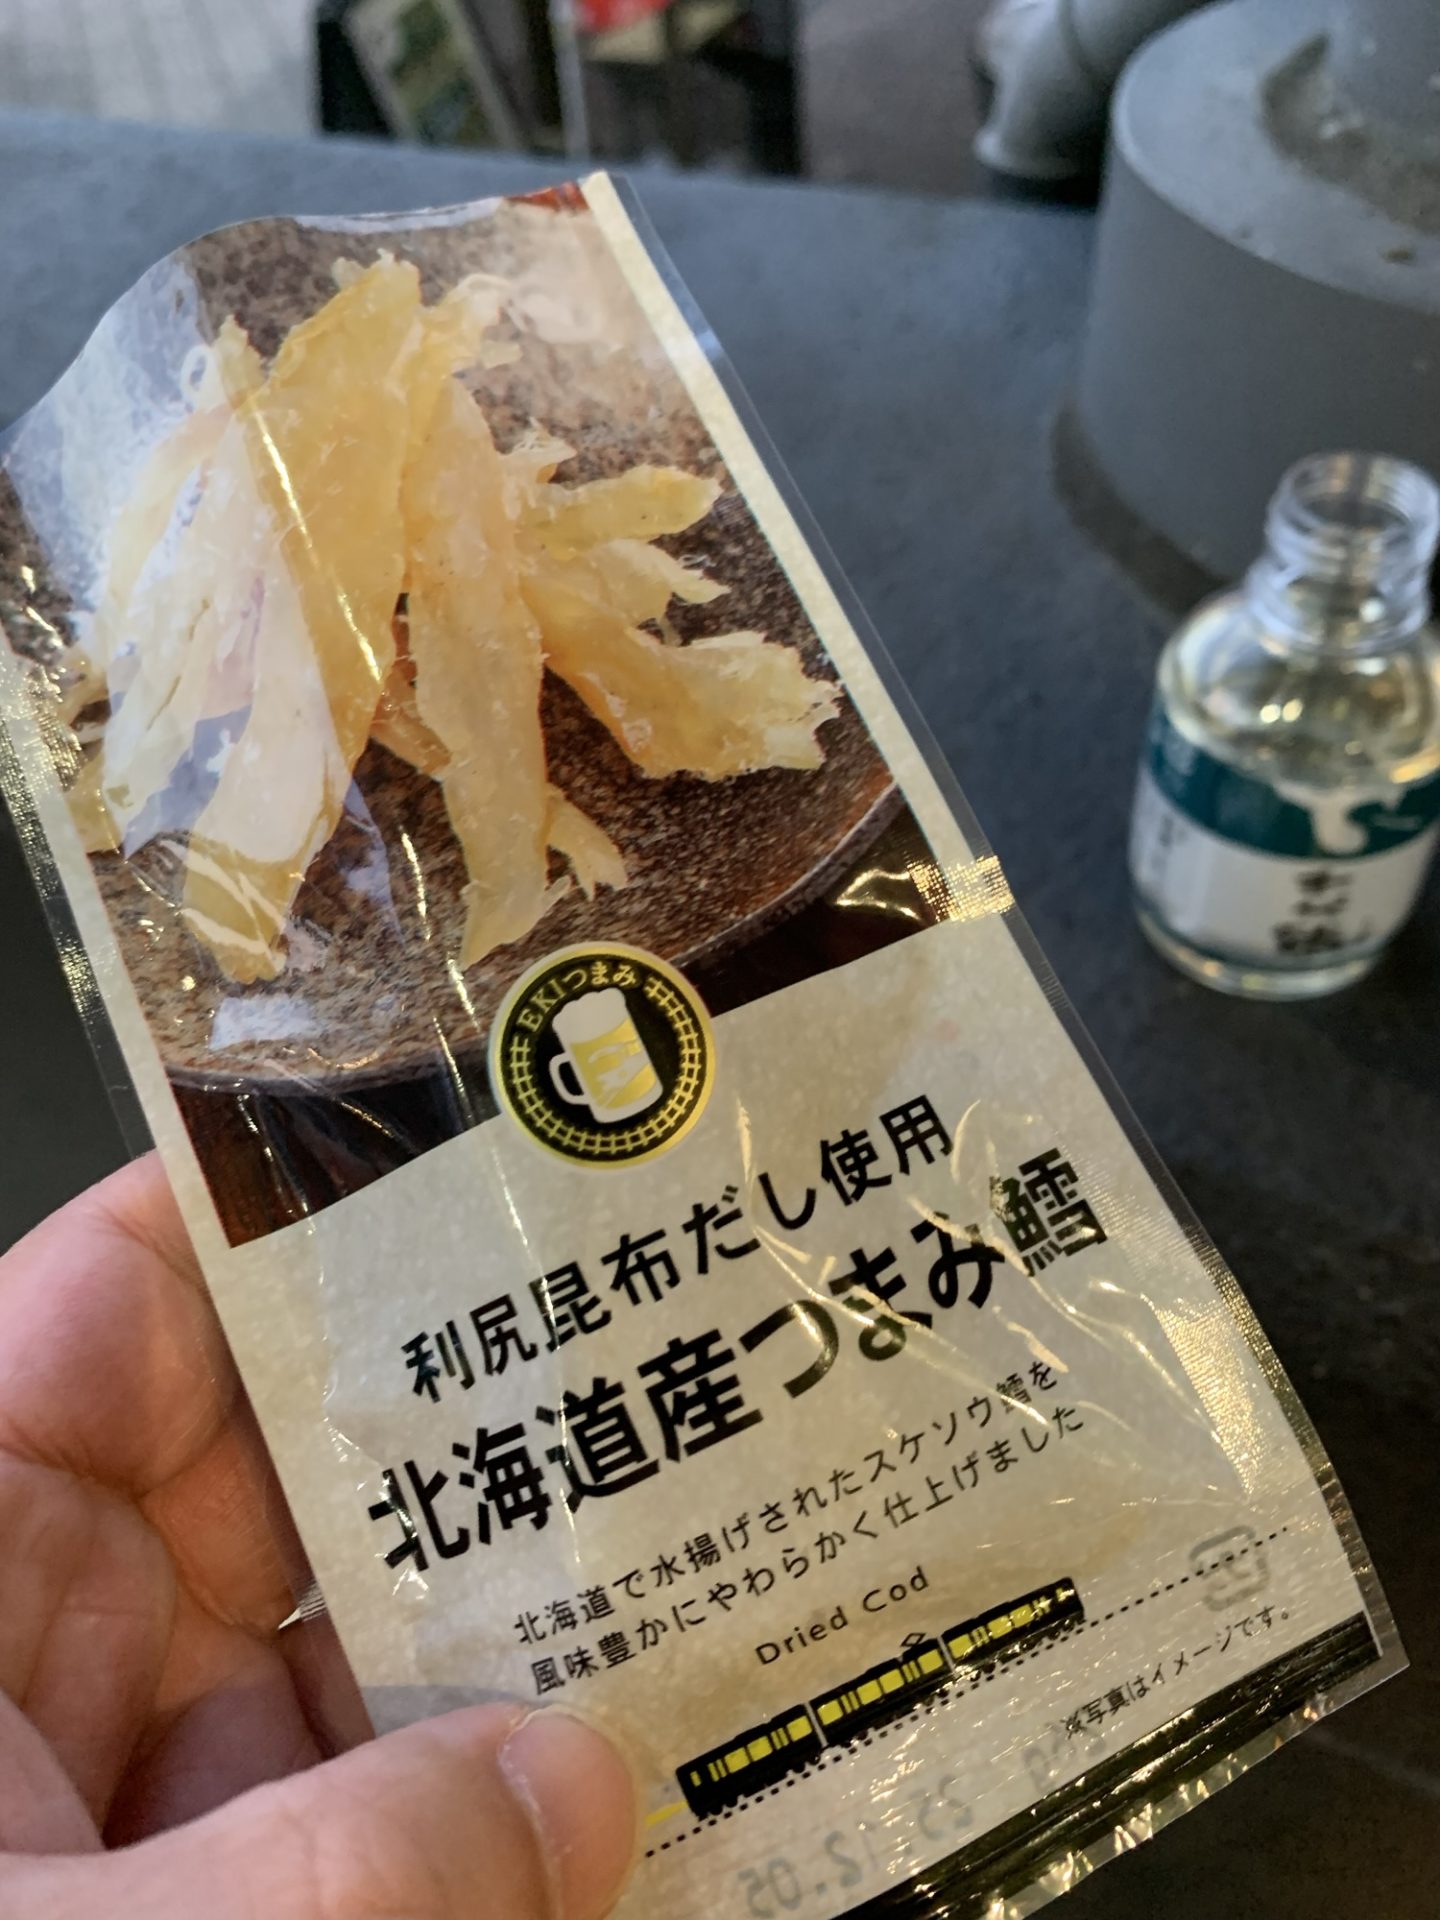 EKIつまみ
利尻昆布だし使用
北海道産つまみ鱈
北海道で水揚げされたスケソウ鱈を
風味豊かにやわらかく仕上げました
Dried Cod
※写真はイメージです。
25.12.05